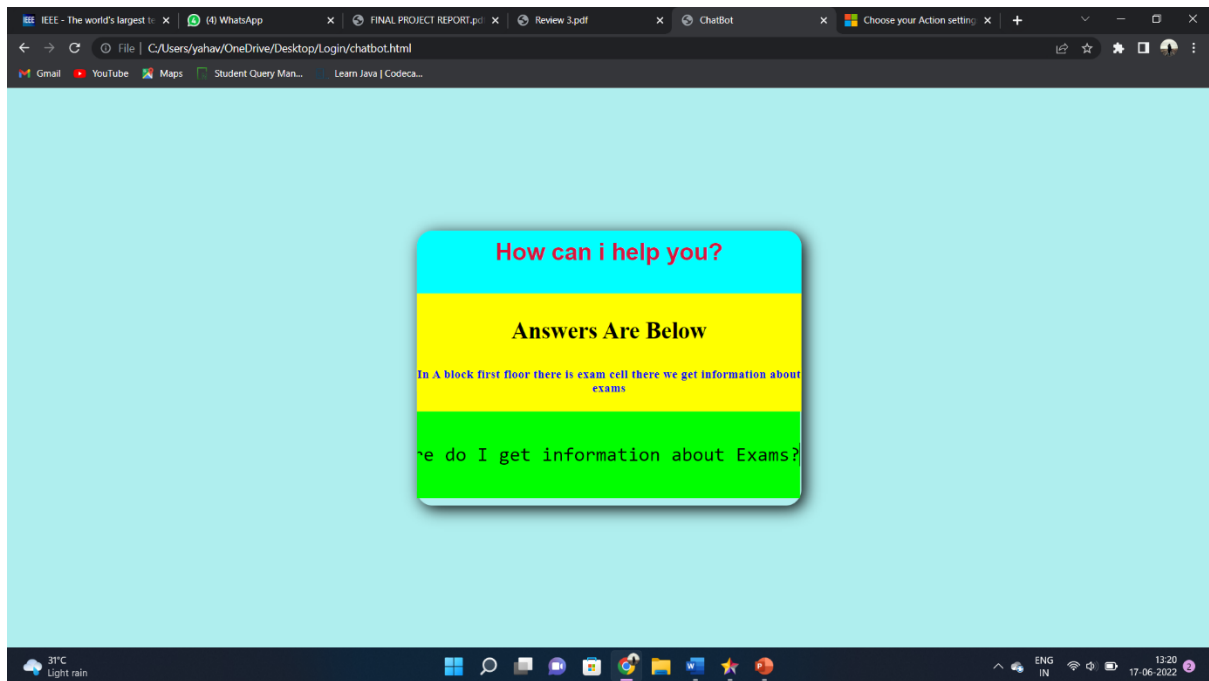 IEEE - The world's largest te
(4) WhatsApp
FINAL PROJECT REPORT.pd
Review 3.pdf
ChatBot
Choose your Action setting
File | C:/Users/yahav/OneDrive/Desktop/Login/chatbot.html
Gmail
YouTube
Maps
Student Query Man...
Learn Java | Codeca...
How can i help you?
Answers Are Below
In A block first floor there is exam cell there we get information about
exams
re do I get information about Exams?
31°C
Light rain
ENG
IN
13:20
17-06-2022
2